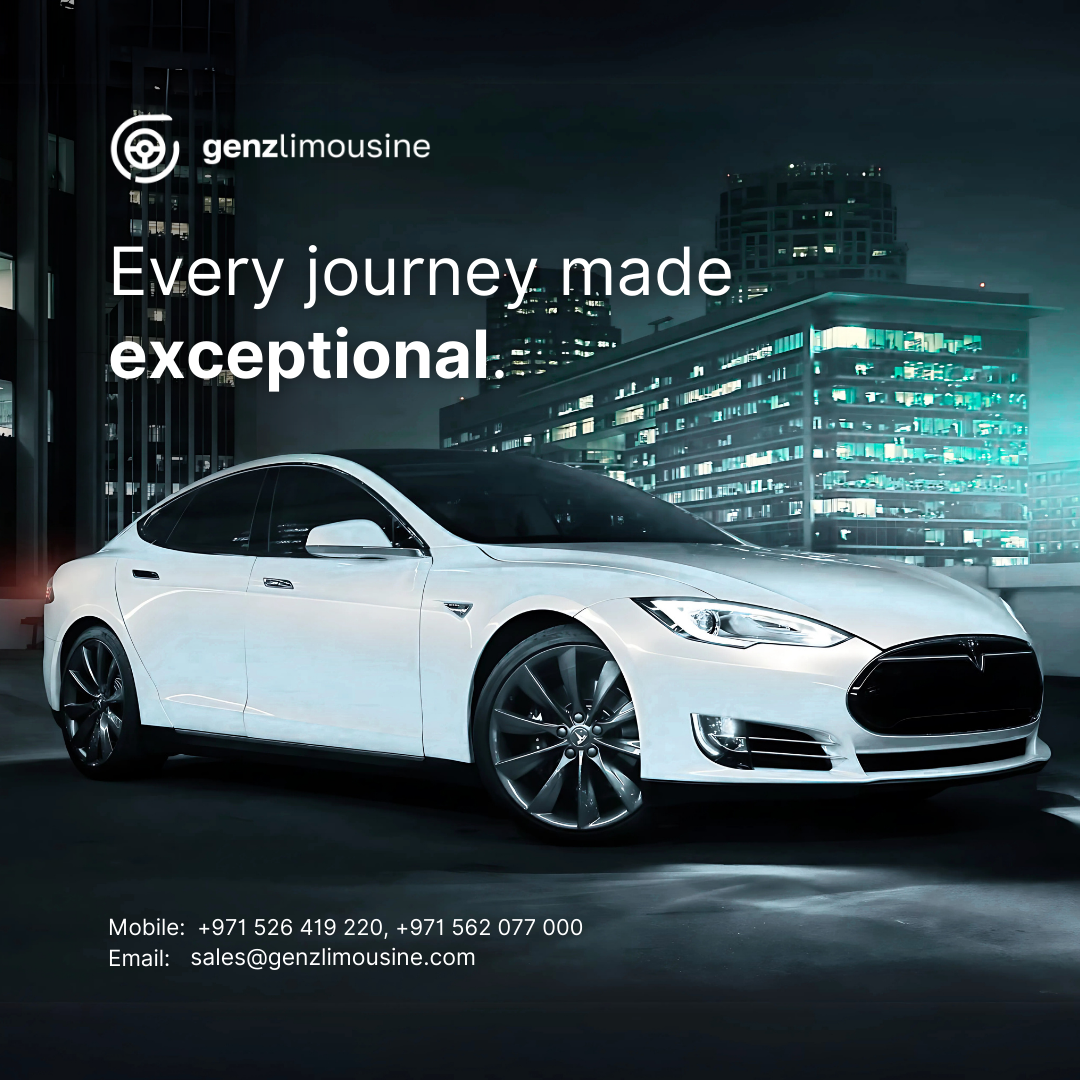 genzlimousine
Every journey made
exceptional.
Mobile: +971 526 419 220, +971 562 077 000
Email: sales@genzlimousine.com